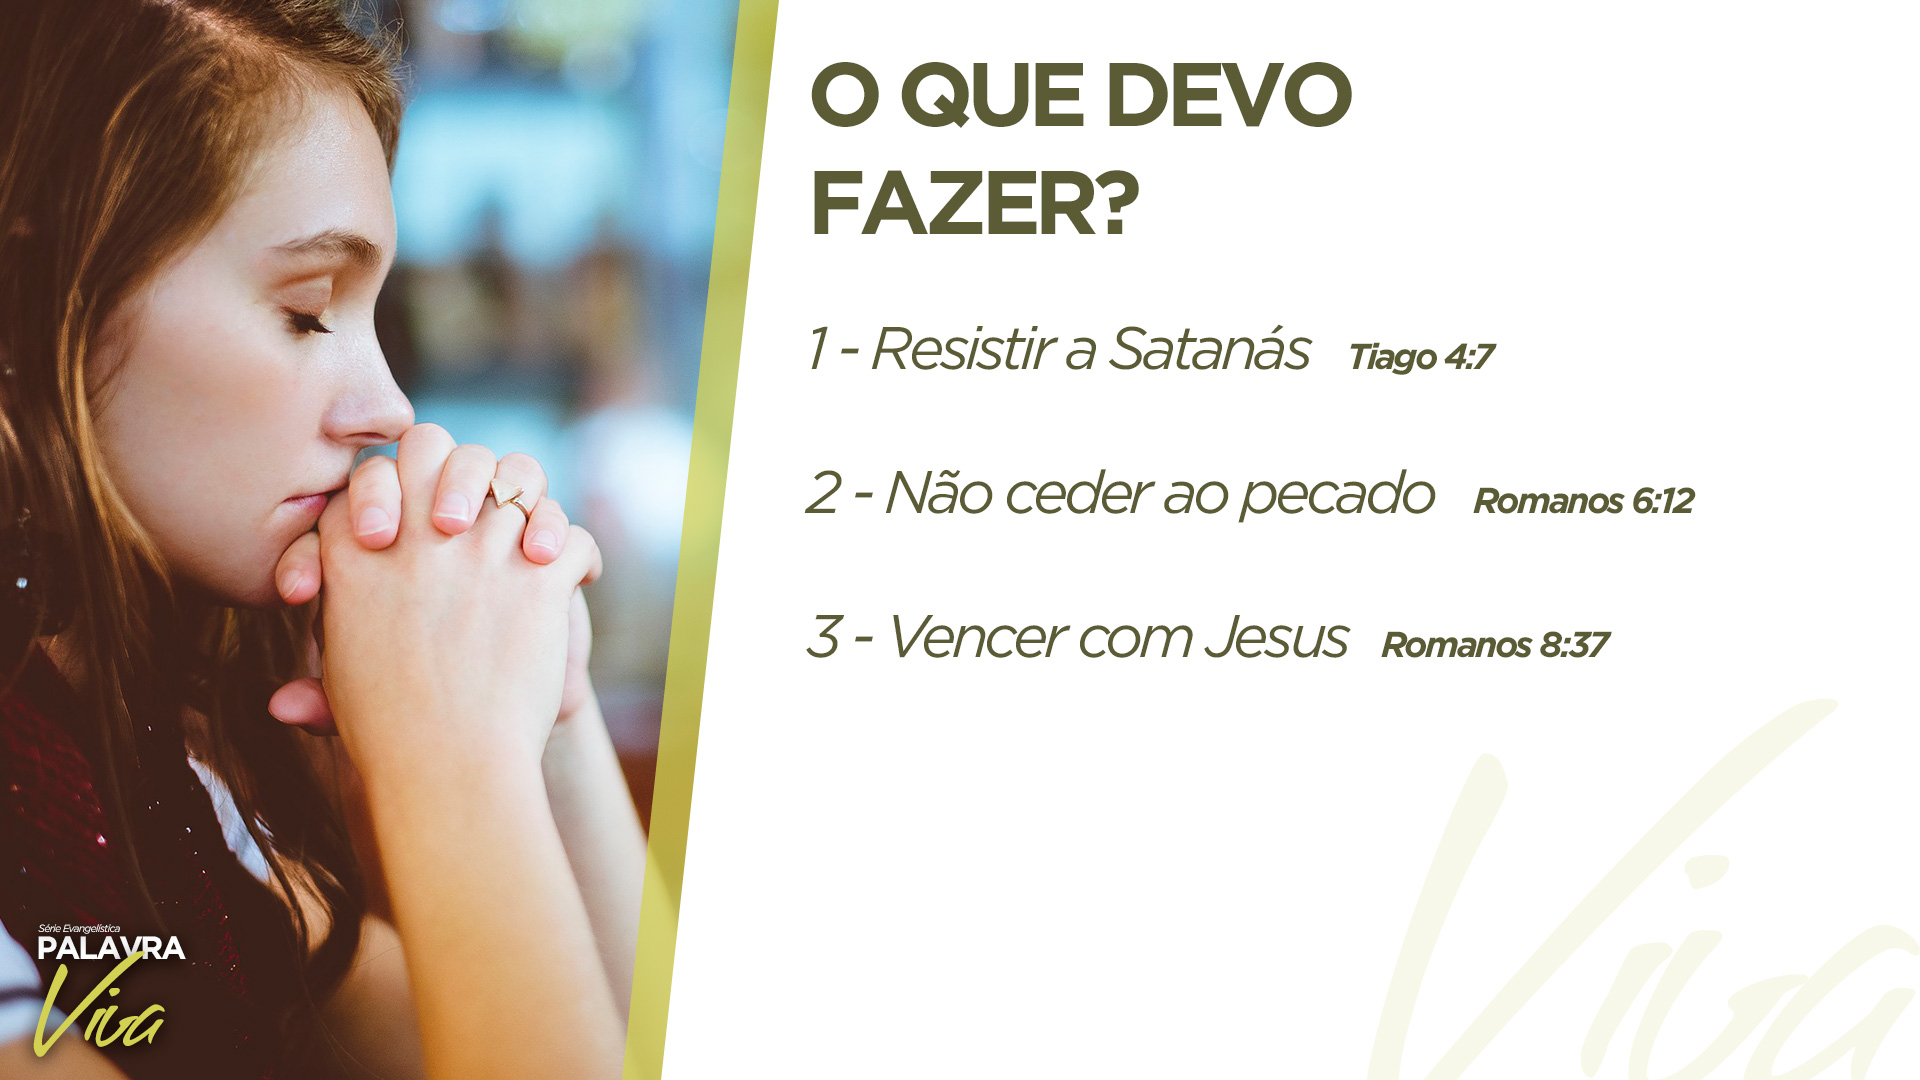 O QUE DEVO
FAZER?
1 - Resistir a Satanás Tiago 4:7
2 - Não ceder ao pecado Romanos 6:12
3 - Vencer com Jesus Romanos 8:37
Série Evangelística
PALAVRA
Viva
Viva